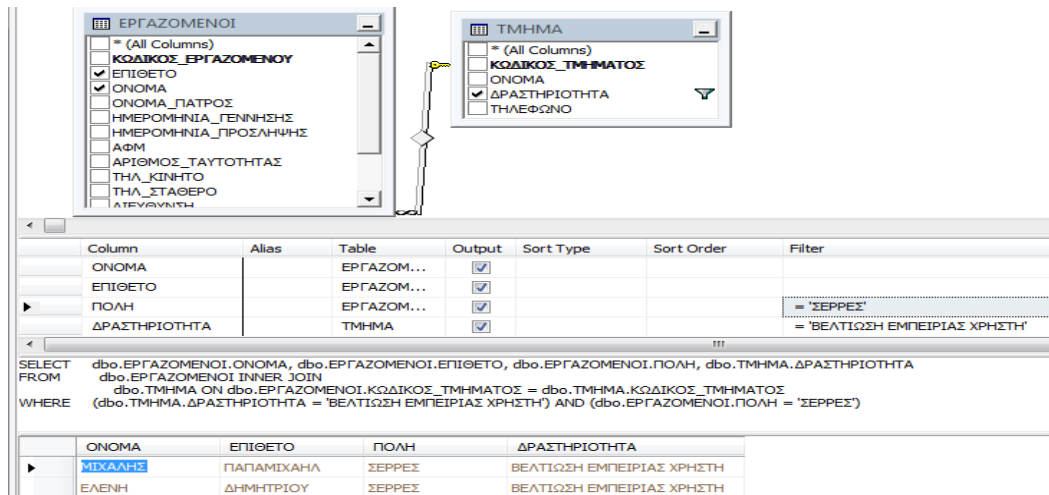 ΕΡΓΑΖΟΜΕΝΟΙ
* (All Columns)
ΚΩΔΙΚΟΣ_ΕΡΓΑΖΟΜΕΝΟΥ
ΕΠΙΘΕΤΟ
ΟΝΟΜΑ
ΟΝΟΜΑ_ΠΑΤΡΟΣ
ΗΜΕΡΟΜΗΝΙΑ_ΓΕΝΝΗΣΗΣ
ΗΜΕΡΟΜΗΝΙΑ_ΠΡΟΣΛΗΨΗΣ
ΑΦΜ
ΑΡΙΘΜΟΣ_ΤΑΥΤΟΤΗΤΑΣ
ΤΗΛ_ΚΙΝΗΤΟ
ΤΗΛ_ΣΤΑΘΕΡΟ
ΔΙΕΥΘΥΝΣΗ
ΤΜΗΜΑ
* (All Columns)
ΚΩΔΙΚΟΣ_ΤΜΗΜΑΤΟΣ
ΟΝΟΜΑ
ΔΡΑΣΤΗΡΙΟΤΗΤΑ
ΤΗΛΕΦΩΝΟ
Column Alias Table Output Sort Type Sort Order Filter
ΟΝΟΜΑ ΕΡΓΑΖΟΜ...
ΕΠΙΘΕΤΟ ΕΡΓΑΖΟΜ...
ΠΟΛΗ ΕΡΓΑΖΟΜ... = 'ΣΕΡΡΕΣ'
ΔΡΑΣΤΗΡΙΟΤΗΤΑ ΤΜΗΜΑ = 'ΒΕΛΤΙΩΣΗ ΕΜΠΕΙΡΙΑΣ ΧΡΗΣΤΗ'
SELECT dbo.ΕΡΓΑΖΟΜΕΝΟΙ.ΟΝΟΜΑ, dbo.ΕΡΓΑΖΟΜΕΝΟΙ.ΕΠΙΘΕΤΟ, dbo.ΕΡΓΑΖΟΜΕΝΟΙ.ΠΟΛΗ, dbo.ΤΜΗΜΑ.ΔΡΑΣΤΗΡΙΟΤΗΤΑ
FROM dbo.ΕΡΓΑΖΟΜΕΝΟΙ INNER JOIN
dbo.ΤΜΗΜΑ ON dbo.ΕΡΓΑΖΟΜΕΝΟΙ.ΚΩΔΙΚΟΣ_ΤΜΗΜΑΤΟΣ = dbo.ΤΜΗΜΑ.ΚΩΔΙΚΟΣ_ΤΜΗΜΑΤΟΣ
WHERE (dbo.ΤΜΗΜΑ.ΔΡΑΣΤΗΡΙΟΤΗΤΑ = 'ΒΕΛΤΙΩΣΗ ΕΜΠΕΙΡΙΑΣ ΧΡΗΣΤΗ') AND (dbo.ΕΡΓΑΖΟΜΕΝΟΙ.ΠΟΛΗ = 'ΣΕΡΡΕΣ')
ΟΝΟΜΑ ΕΠΙΘΕΤΟ ΠΟΛΗ ΔΡΑΣΤΗΡΙΟΤΗΤΑ
ΜΙΧΑΛΗΣ ΠΑΠΑΜΙΧΑΗΛ ΣΕΡΡΕΣ ΒΕΛΤΙΩΣΗ ΕΜΠΕΙΡΙΑΣ ΧΡΗΣΤΗ
ΕΛΕΝΗ ΔΗΜΗΤΡΙΟΥ ΣΕΡΡΕΣ ΒΕΛΤΙΩΣΗ ΕΜΠΕΙΡΙΑΣ ΧΡΗΣΤΗ